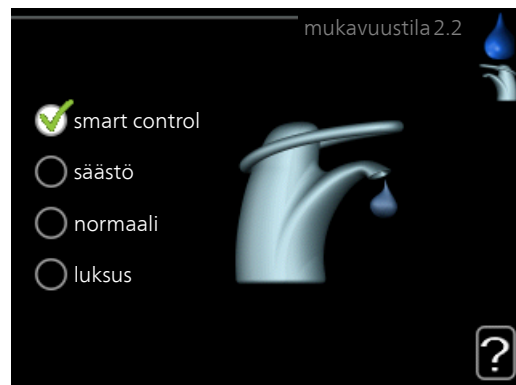 mukavuustila 2.2
smart control
säästö
normaali
luksus
?